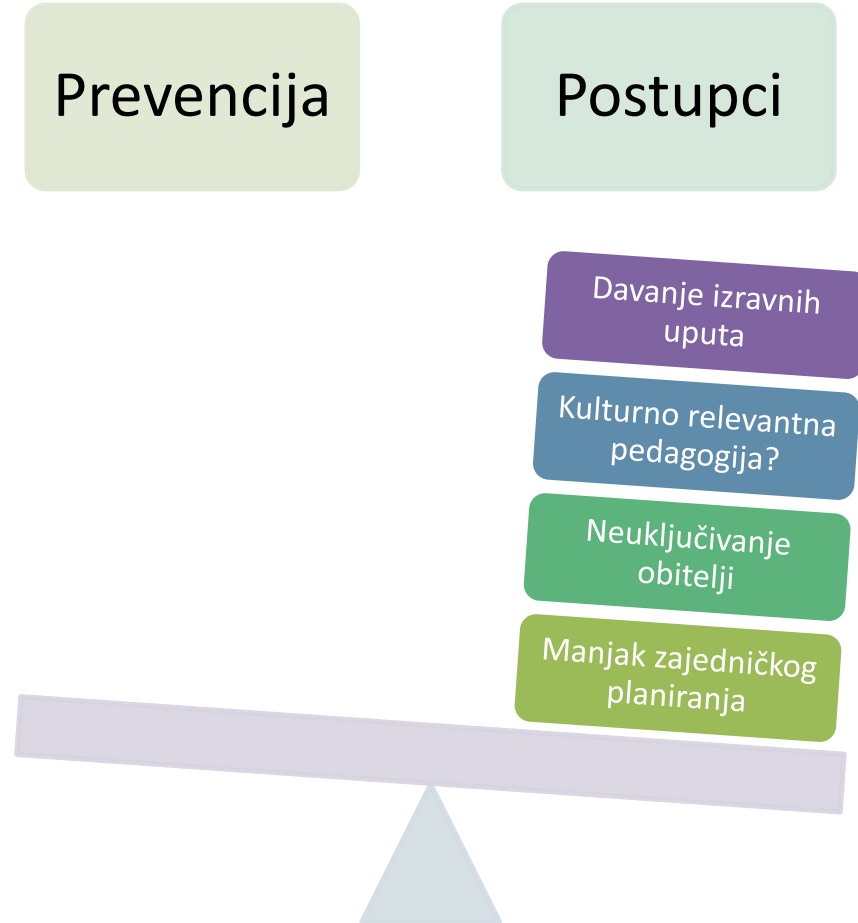 Prevencija
Postupci
Davanje izravnih
uputa
Kulturno relevantna
pedagogija?
Neuključivanje
obitelji
Manjak zajedničkog
planiranja